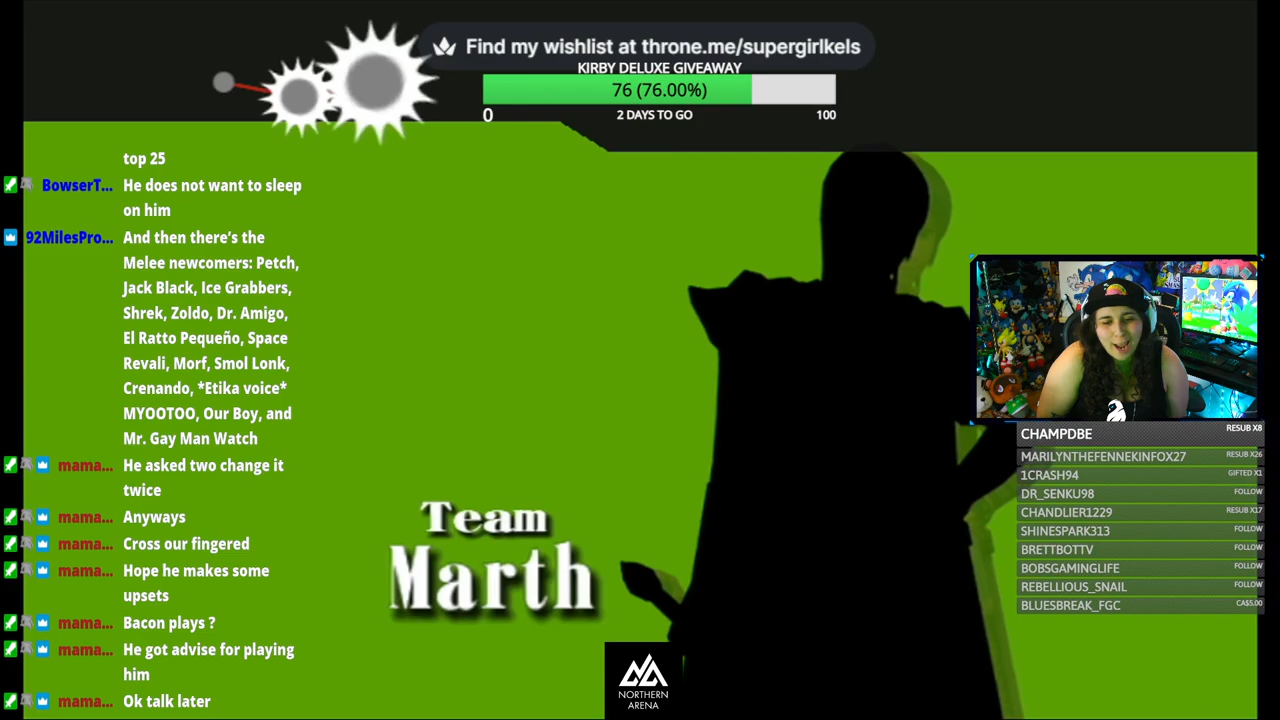 Find my wishlist at throne.me/supergirlkels
KIRBY DELUXE GIVEAWAY
76 (76.00%)
0
2 DAYS TO GO
100
top 25
BowserT... He does not want to sleep
on him
92MilesPro... And then there's the
Melee newcomers: Petch,
Jack Black, Ice Grabbers,
Shrek, Zoldo, Dr. Amigo,
El Ratto Pequeño, Space
Revali, Morf, Smol Lonk,
Crenando, *Etika voice*
MYOOTOO, Our Boy, and
Mr. Gay Man Watch
mama... He asked two change it
twice
mama... Anyways
mama... Cross our fingered
mama... Hope he makes some
upsets
mama... Bacon plays ?
mama... He got advise for playing
him
mama... Ok talk later
Team
Marth
NORTHERN
ARENA
CHAMPDBE RESUB X8
MARILYNTHEFENNEKINFOX27 RESUB X26
1CRASH94 GIFTED X1
DR_SENKU98 FOLLOW
CHANDLIER1229 RESUB X17
SHINESPARK313 FOLLOW
BRETTBOTTV FOLLOW
BOBSGAMINGLIFE FOLLOW
REBELLIOUS_SNAIL FOLLOW
BLUESBREAK_FGC CA$5.00